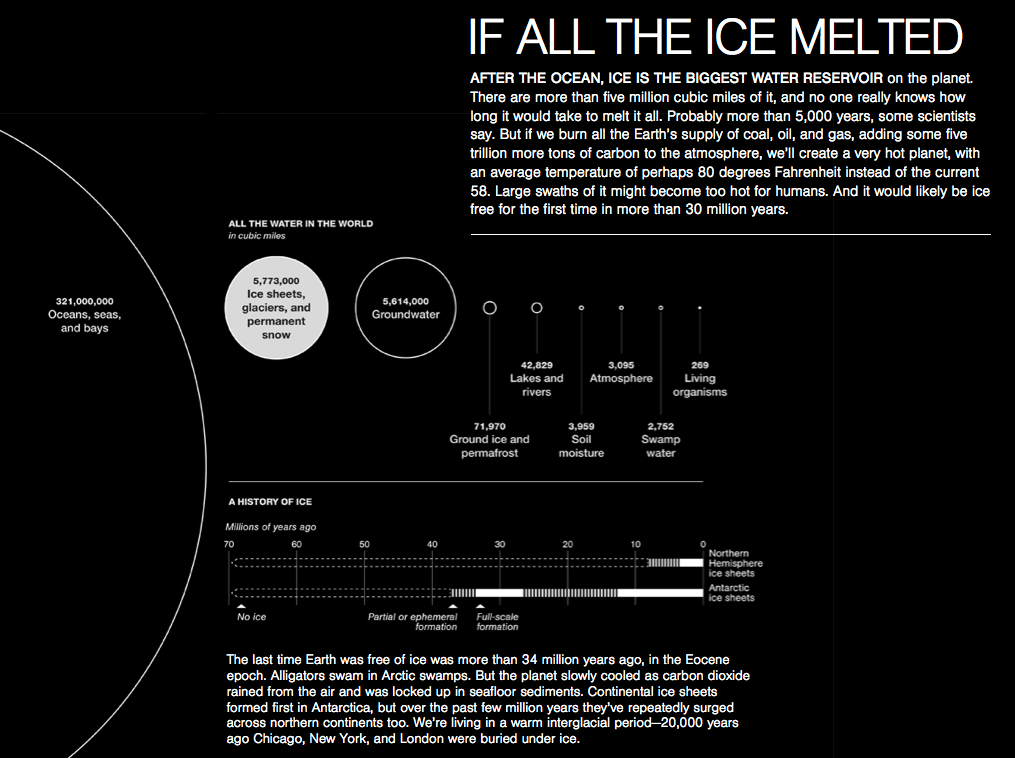 IF ALL THE ICE MELTED
AFTER THE OCEAN, ICE IS THE BIGGEST WATER RESERVOIR on the planet.
There are more than five million cubic miles of it, and no one really knows how
long it would take to melt it all. Probably more than 5,000 years, some scientists
say. But if we burn all the Earth's supply of coal, oil, and gas, adding some five
trillion more tons of carbon to the atmosphere, we'll create a very hot planet, with
an average temperature of perhaps 80 degrees Fahrenheit instead of the current
58. Large swaths of it might become too hot for humans. And it would likely be ice
free for the first time in more than 30 million years.
ALL THE WATER IN THE WORLD
in cubic miles
321,000,000
Oceans, seas,
and bays
5,773,000
Ice sheets,
glaciers, and
permanent
snow
5,614,000
Groundwater
71,970
Ground ice and
permafrost
42,829
Lakes and
rivers
3,959
Soil
moisture
3,095
Atmosphere
2,752
Swamp
water
269
Living
organisms
A HISTORY OF ICE
Millions of years ago
70 60 50 40 30 20 10 0
Northern
Hemisphere
ice sheets
Antarctic
ice sheets
No ice
Partial or ephemeral
formation
Full-scale
formation
The last time Earth was free of ice was more than 34 million years ago, in the Eocene
epoch. Alligators swam in Arctic swamps. But the planet slowly cooled as carbon dioxide
rained from the air and was locked up in seafloor sediments. Continental ice sheets
formed first in Antarctica, but over the past few million years they've repeatedly surged
across northern continents too. We're living in a warm interglacial period—20,000 years
ago Chicago, New York, and London were buried under ice.